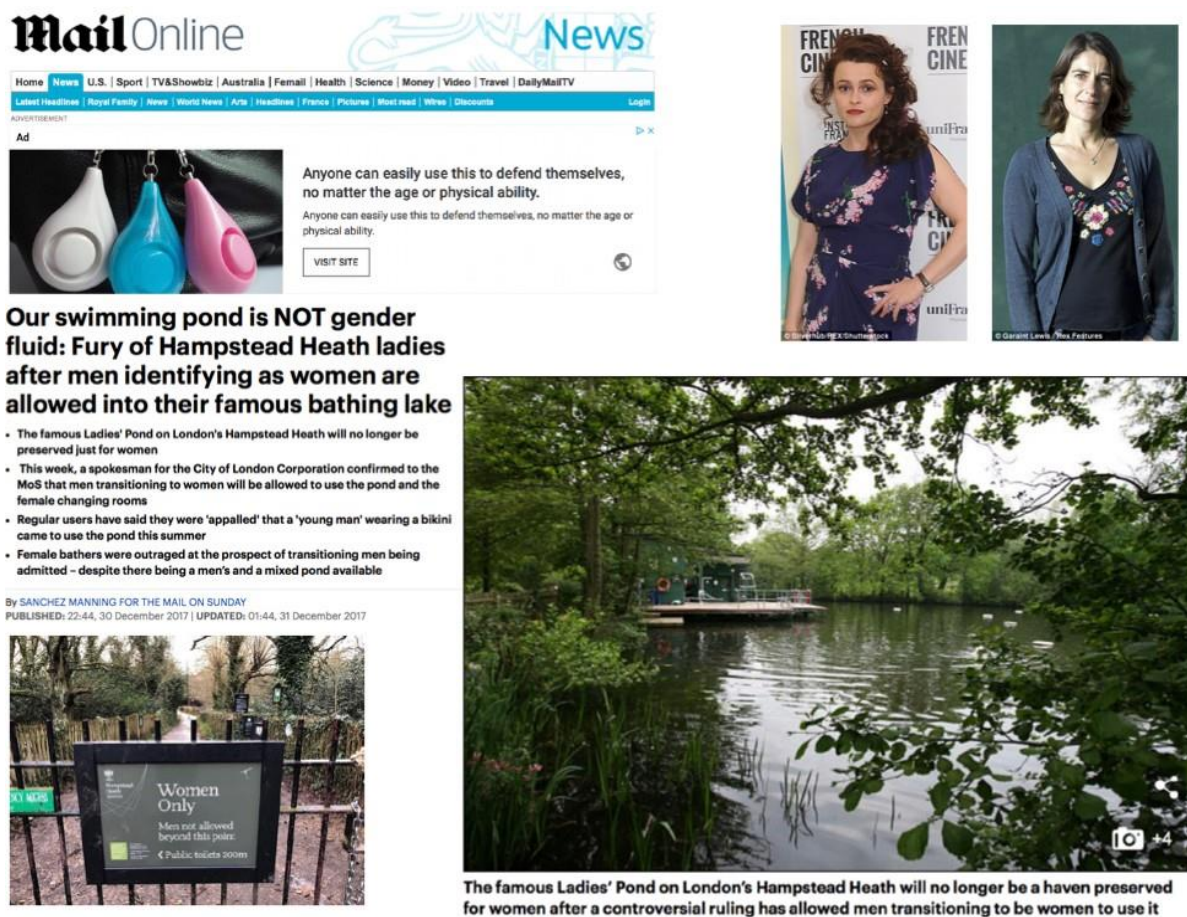 Mail Online
News
Home News U.S. | Sport | TV&Showbiz | Australia | Femail | Health | Science | Money | Video | Travel | DailyMailTV
Latest Headlines | Royal Family | News | World News | Arts | Headlines | France | Pictures | Most read | Wires | Discounts
Login
ADVERTISEMENT
Ad
Anyone can easily use this to defend themselves,
no matter the age or physical ability.
Anyone can easily use this to defend themselves, no matter the age or
physical ability.
VISIT SITE
FRENCH
CIN
FREN
CINE
INST
FRAN
uniFra
FR
CI
uniFra
© Silverhub/REX/Shutterstock
© Geraint Lewis / Rex Features
Our swimming pond is NOT gender
fluid: Fury of Hampstead Heath ladies
after men identifying as women are
allowed into their famous bathing lake
• The famous Ladies' Pond on London's Hampstead Heath will no longer be
preserved just for women
• This week, a spokesman for the City of London Corporation confirmed to the
MoS that men transitioning to women will be allowed to use the pond and the
female changing rooms
• Regular users have said they were 'appalled' that a 'young man' wearing a bikini
came to use the pond this summer
• Female bathers were outraged at the prospect of transitioning men being
admitted – despite there being a men's and a mixed pond available
By SANCHEZ MANNING FOR THE MAIL ON SUNDAY
PUBLISHED: 22:44, 30 December 2017 | UPDATED: 01:44, 31 December 2017
Hampstead
Heath
Women
Only
Men not allowed
beyond this point
< Public toilets 200m
+4
The famous Ladies' Pond on London's Hampstead Heath will no longer be a haven preserved
for women after a controversial ruling has allowed men transitioning to be women to use it